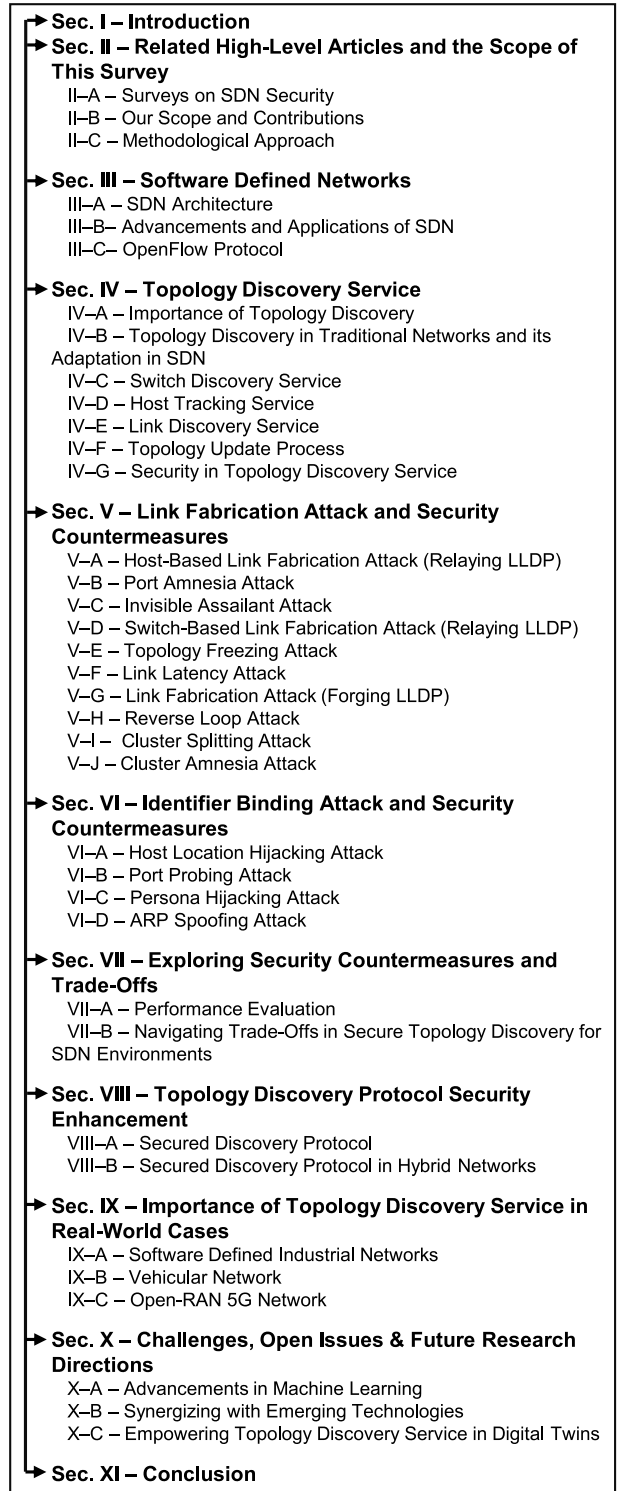 Sec. I – Introduction
Sec. II – Related High-Level Articles and the Scope of
This Survey
II–A – Surveys on SDN Security
II–B – Our Scope and Contributions
II–C – Methodological Approach
Sec. III – Software Defined Networks
III–A – SDN Architecture
III–B– Advancements and Applications of SDN
III–C– OpenFlow Protocol
Sec. IV – Topology Discovery Service
IV–A – Importance of Topology Discovery
IV–B – Topology Discovery in Traditional Networks and its
Adaptation in SDN
IV–C – Switch Discovery Service
IV–D – Host Tracking Service
IV–E – Link Discovery Service
IV–F – Topology Update Process
IV–G – Security in Topology Discovery Service
Sec. V – Link Fabrication Attack and Security
Countermeasures
V–A – Host-Based Link Fabrication Attack (Relaying LLDP)
V–B – Port Amnesia Attack
V–C – Invisible Assailant Attack
V–D – Switch-Based Link Fabrication Attack (Relaying LLDP)
V–E – Topology Freezing Attack
V–F – Link Latency Attack
V–G – Link Fabrication Attack (Forging LLDP)
V–H – Reverse Loop Attack
V–I – Cluster Splitting Attack
V–J – Cluster Amnesia Attack
Sec. VI – Identifier Binding Attack and Security
Countermeasures
VI–A – Host Location Hijacking Attack
VI–B – Port Probing Attack
VI–C – Persona Hijacking Attack
VI–D – ARP Spoofing Attack
Sec. VII – Exploring Security Countermeasures and
Trade-Offs
VII–A – Performance Evaluation
VII–B – Navigating Trade-Offs in Secure Topology Discovery for
SDN Environments
Sec. VIII – Topology Discovery Protocol Security
Enhancement
VIII–A – Secured Discovery Protocol
VIII–B – Secured Discovery Protocol in Hybrid Networks
Sec. IX – Importance of Topology Discovery Service in
Real-World Cases
IX–A – Software Defined Industrial Networks
IX–B – Vehicular Network
IX–C – Open-RAN 5G Network
Sec. X – Challenges, Open Issues & Future Research
Directions
X–A – Advancements in Machine Learning
X–B – Synergizing with Emerging Technologies
X–C – Empowering Topology Discovery Service in Digital Twins
Sec. XI – Conclusion